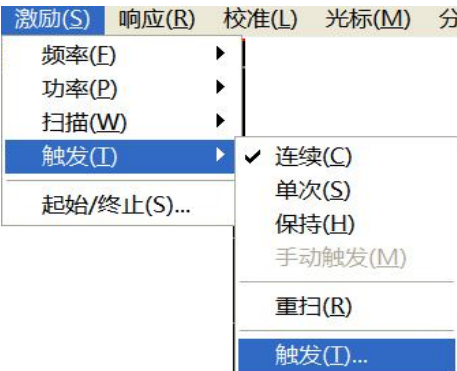 激励(S) 响应(R) 校准(L) 光标(M)
频率(F)
功率(P)
扫描(W)
触发(T)
起始/终止(S)...
连续(C)
单次(S)
保持(H)
手动触发(M)
重扫(R)
触发(T)...